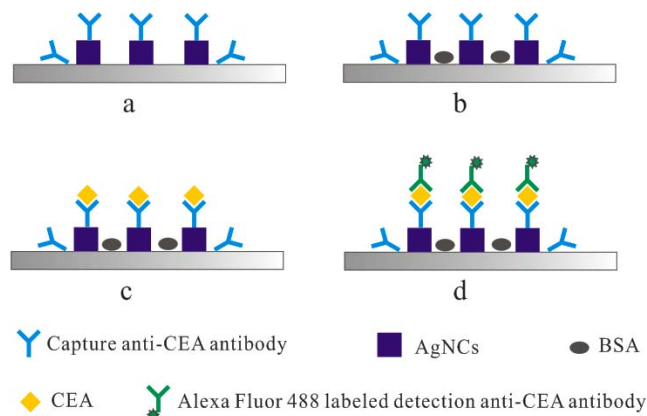 a
b
c
d
Capture anti-CEA antibody
AgNCs
BSA
CEA
Alexa Fluor 488 labeled detection anti-CEA antibody